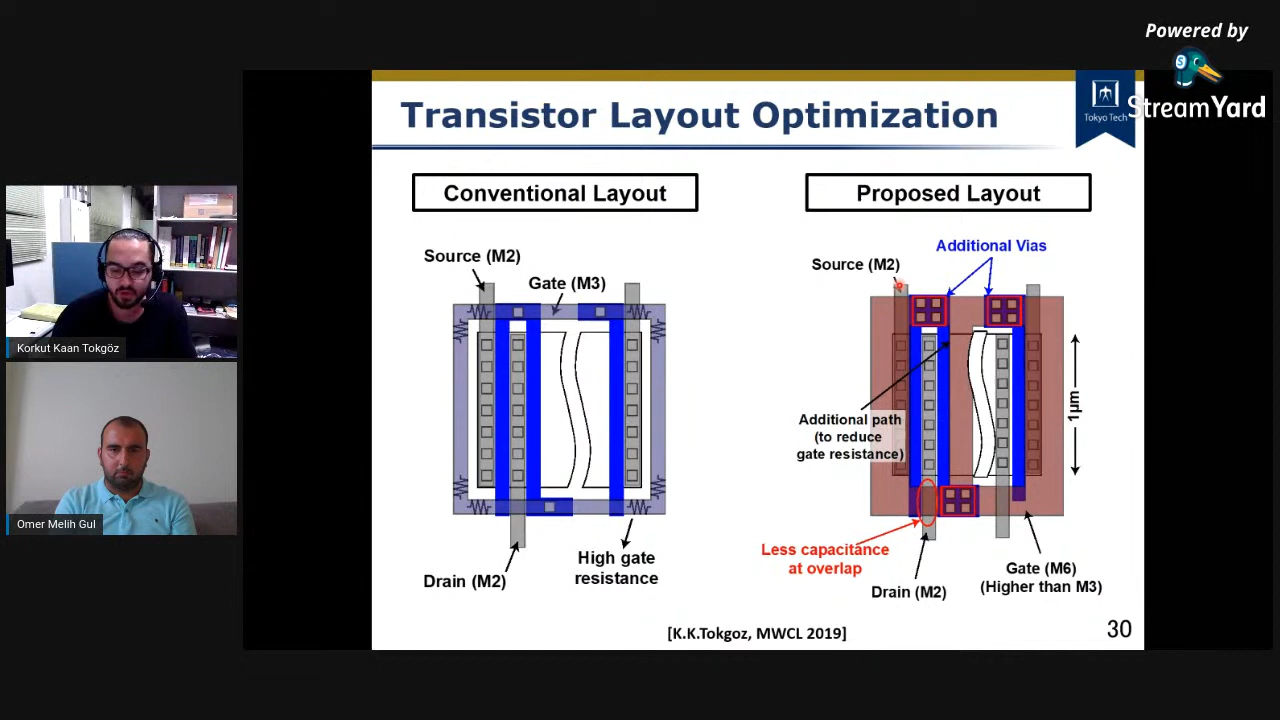 Powered by
StreamYard
Transistor Layout Optimization
Tokyo Tech
Conventional Layout
Proposed Layout
Source (M2)
Gate (M3)
Drain (M2)
High gate
resistance
Additional Vias
Source (M2)
Additional path
(to reduce
gate resistance)
1μm
Less capacitance
at overlap
Drain (M2)
Gate (M6)
(Higher than M3)
[K.K.Tokgoz, MWCL 2019]
30
Korkut Kaan Tokgöz
Omer Melih Gul